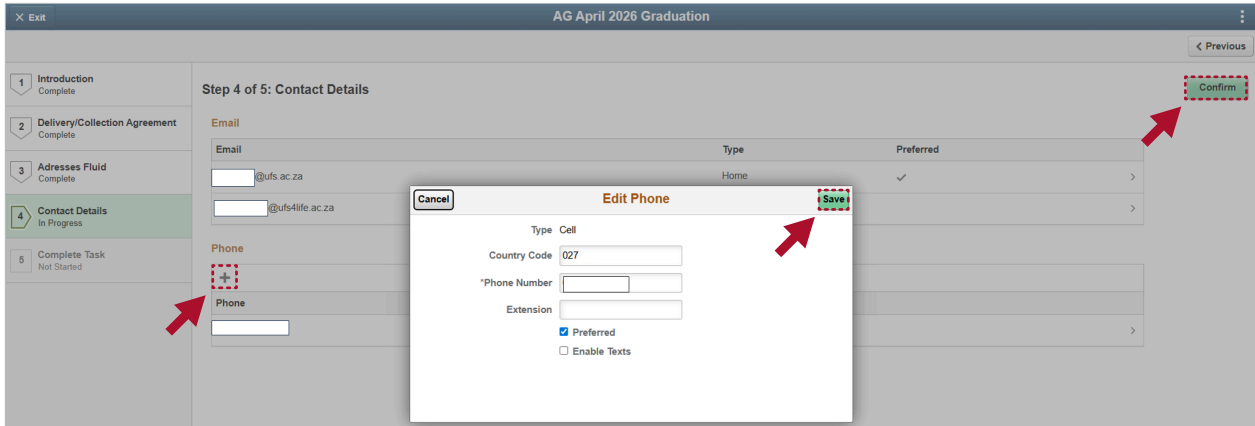 × Exit
AG April 2026 Graduation
Previous
1 Introduction
Complete
2 Delivery/Collection Agreement
Complete
3 Adresses Fluid
Complete
4 Contact Details
In Progress
5 Complete Task
Not Started
Step 4 of 5: Contact Details
Confirm
Email
Email Type Preferred
@ufs.ac.za Home
@ufs4life.ac.za
Phone
+
Phone
Cancel Edit Phone Save
Type Cell
Country Code 027
*Phone Number
Extension
Preferred
Enable Texts